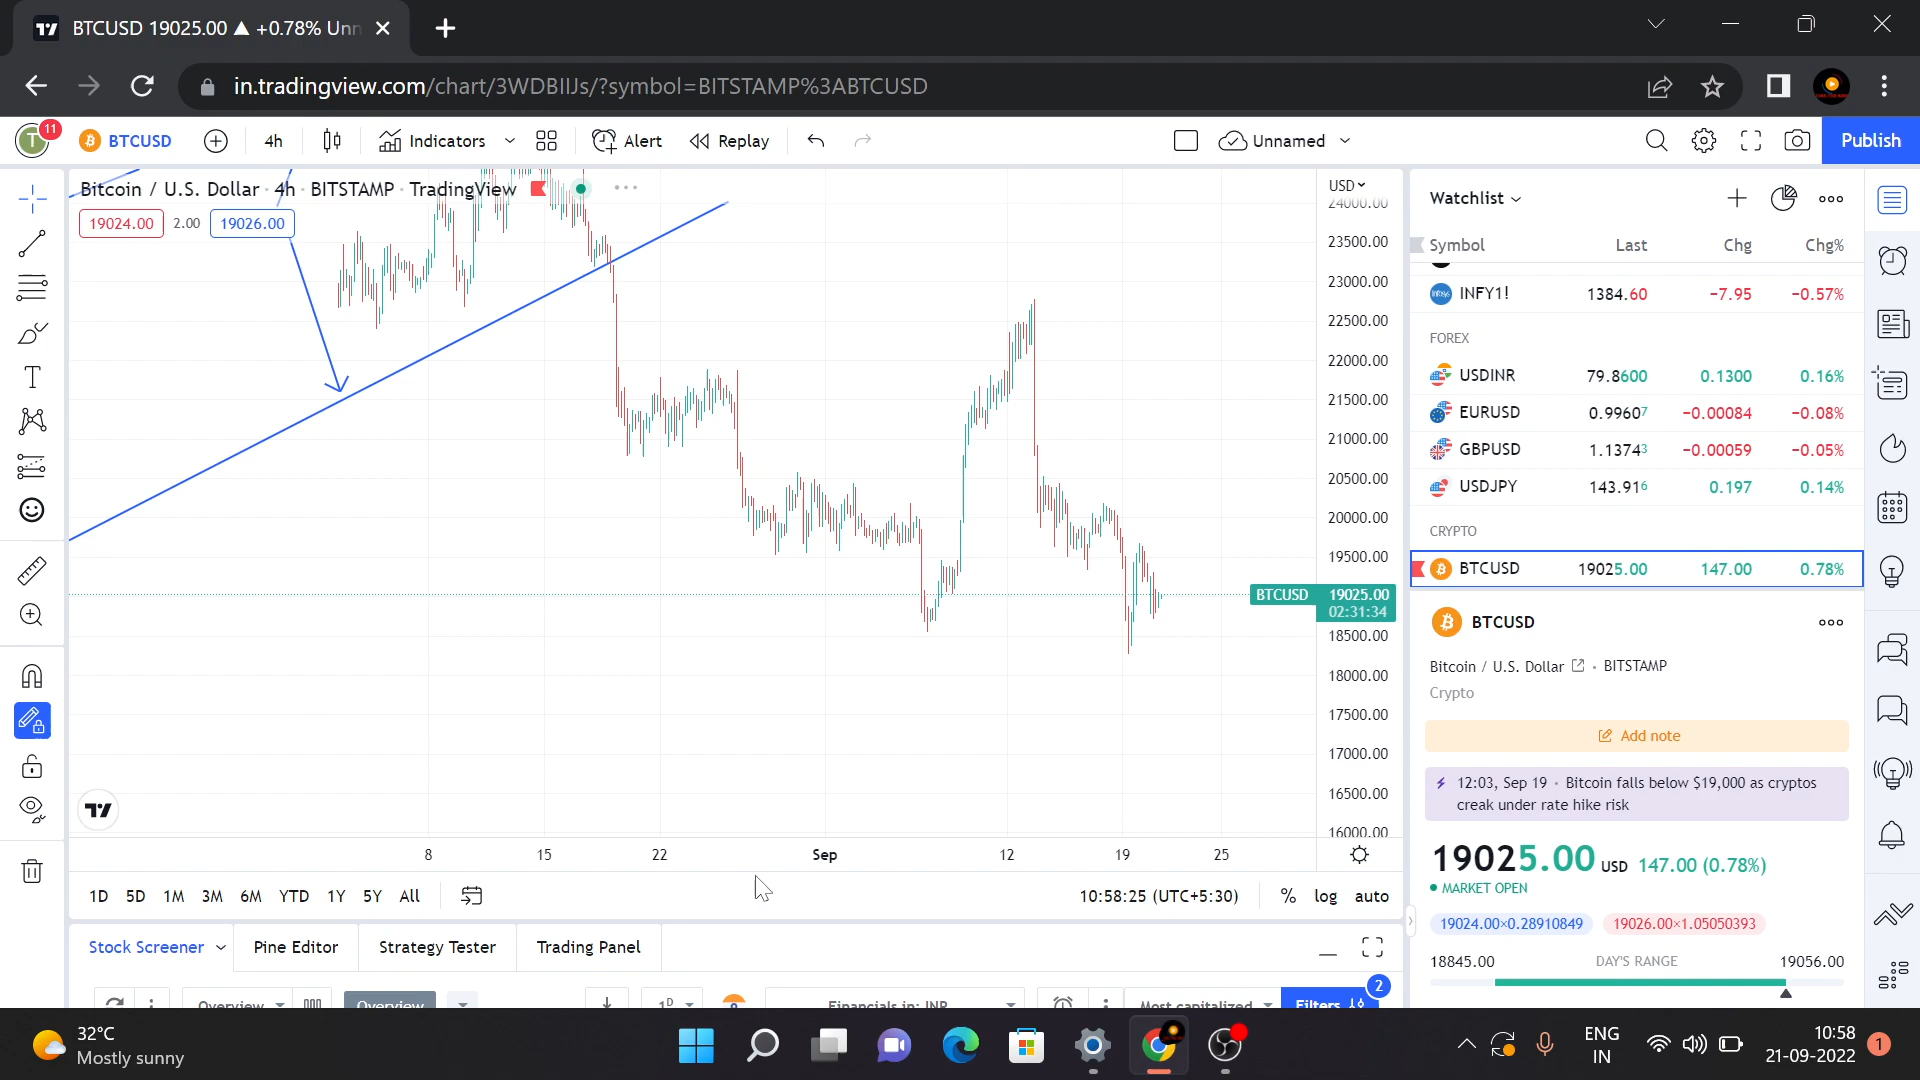 BTCUSD 19025.00 ▲ +0.78% Unn
in.tradingview.com/chart/3WDBIIJs/?symbol=BITSTAMP%3ABTCUSD
T 11 BTCUSD 4h Indicators Alert Replay Unnamed Publish
Bitcoin / U.S. Dollar · 4h · BITSTAMP · TradingView
19024.00 2.00 19026.00
USD
24000.00
23500.00
23000.00
22500.00
22000.00
21500.00
21000.00
20500.00
20000.00
19500.00
BTCUSD 19025.00
02:31:34
18500.00
18000.00
17500.00
17000.00
16500.00
16000.00
8 15 22 Sep 12 19 25
1D 5D 1M 3M 6M YTD 1Y 5Y All 10:58:25 (UTC+5:30) % log auto
Stock Screener Pine Editor Strategy Tester Trading Panel
Overview Overview 1D Financials in: INR Most capitalized Filters 2
Watchlist
Symbol Last Chg Chg%
INFY1! 1384.60 −7.95 −0.57%
FOREX
USDINR 79.8600 0.1300 0.16%
EURUSD 0.99607 −0.00084 −0.08%
GBPUSD 1.13743 −0.00059 −0.05%
USDJPY 143.916 0.197 0.14%
CRYPTO
BTCUSD 19025.00 147.00 0.78%
BTCUSD
Bitcoin / U.S. Dollar · BITSTAMP
Crypto
Add note
12:03, Sep 19 · Bitcoin falls below $19,000 as cryptos
creak under rate hike risk
19025.00 USD 147.00 (0.78%)
MARKET OPEN
19024.00×0.28910849 19026.00×1.05050393
18845.00 DAY'S RANGE 19056.00
32°C
Mostly sunny
ENG
IN
10:58
21-09-2022
1